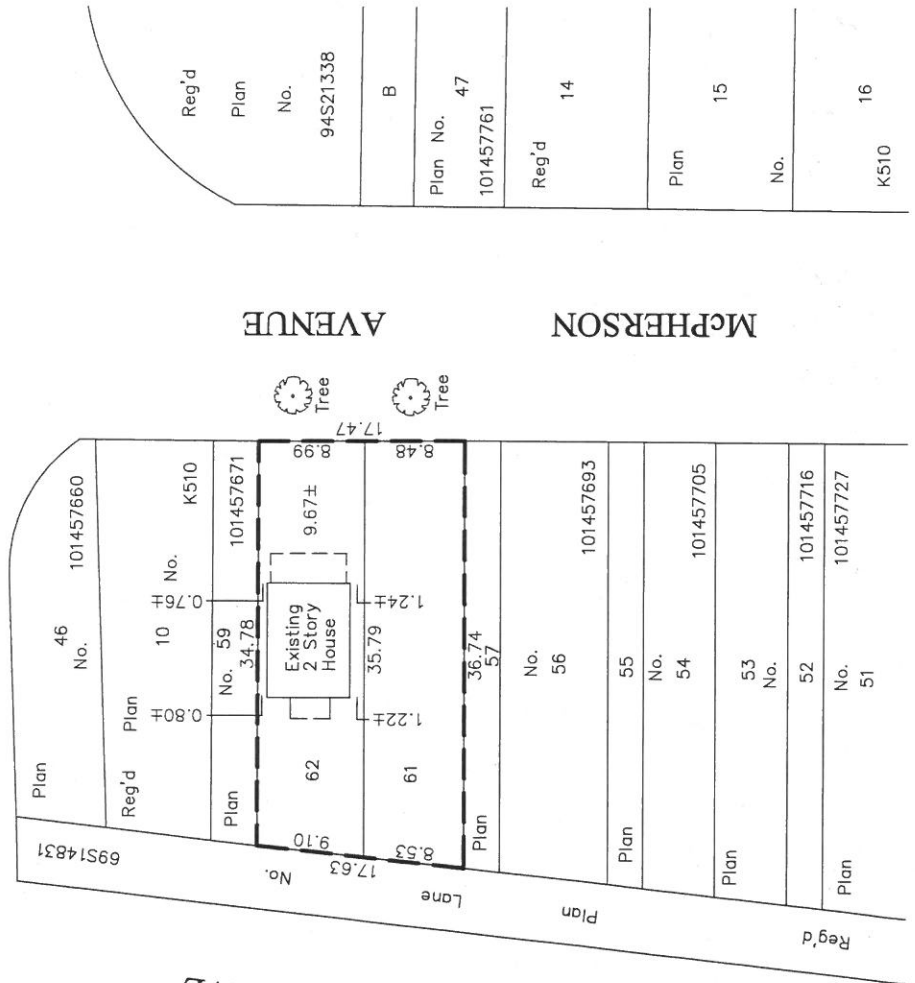 Reg'd
Plan
No.
94S21338
B
Plan No. 47
101457761
Reg'd 14
Plan 15
No.
16
K510
McPHERSON AVENUE
Tree
Tree
17.47
8.99
8.48
9.67±
Plan 46
No.
101457660
Reg'd Plan
10 No.
K510
Plan No. 59
101457671
0.80±
0.76±
34.78
Existing
2 Story
House
1.22±
1.24±
35.79
62
61
9.10
8.53
17.63
36.74
Plan 57
No.
56
101457693
Plan 55
No.
54
101457705
Plan 53
No.
52
101457716
Plan No.
51
101457727
69S14831
No.
Lane
Plan
Reg'd